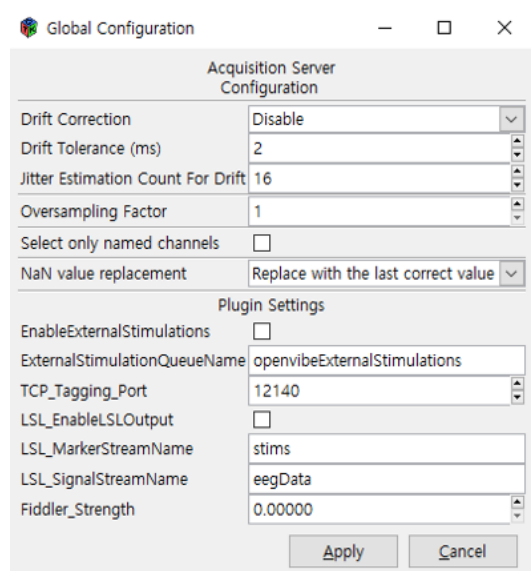 Global Configuration
Acquisition Server
Configuration
Drift Correction Disable
Drift Tolerance (ms) 2
Jitter Estimation Count For Drift 16
Oversampling Factor 1
Select only named channels
NaN value replacement Replace with the last correct value
Plugin Settings
EnableExternalStimulations
ExternalStimulationQueueName openvibeExternalStimulations
TCP_Tagging_Port 12140
LSL_EnableLSLOutput
LSL_MarkerStreamName stims
LSL_SignalStreamName eegData
Fiddler_Strength 0.00000
Apply Cancel